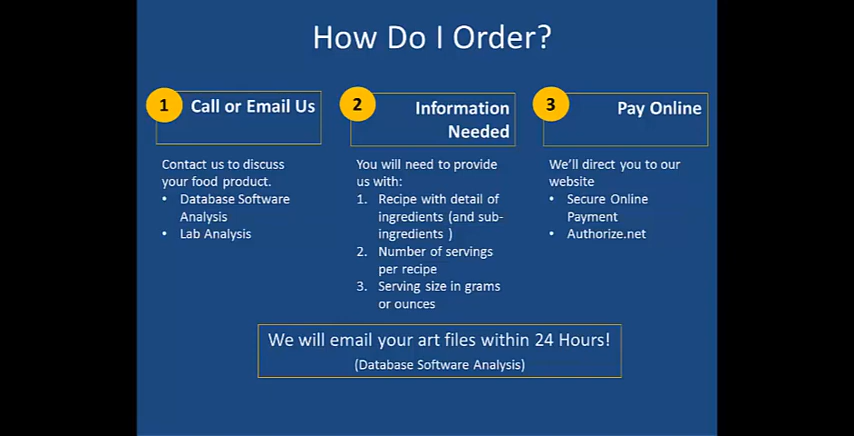 How Do I Order?
1
Call or Email Us
Contact us to discuss
your food product.
• Database Software
Analysis
• Lab Analysis
2
Information
Needed
You will need to provide
us with:
1. Recipe with detail of
ingredients (and sub-
ingredients )
2. Number of servings
per recipe
3. Serving size in grams
or ounces
3
Pay Online
We'll direct you to our
website
• Secure Online
Payment
• Authorize.net
We will email your art files within 24 Hours!
(Database Software Analysis)